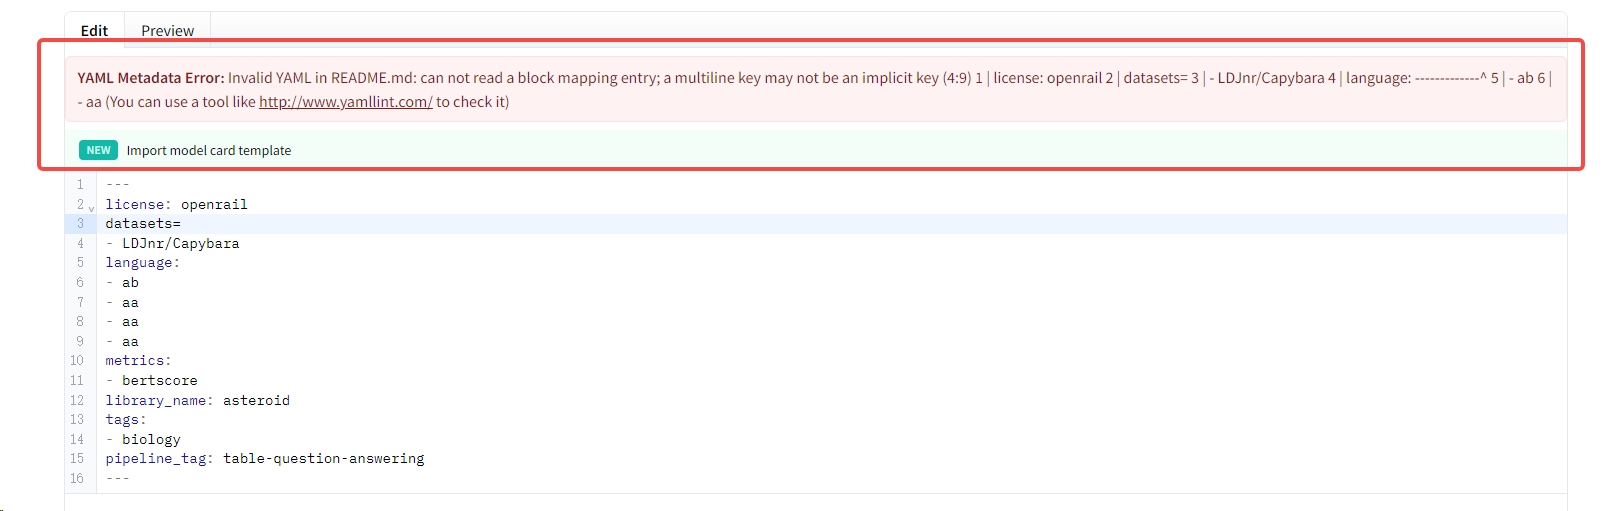 Edit Preview
YAML Metadata Error: Invalid YAML in README.md: can not read a block mapping entry; a multiline key may not be an implicit key (4:9) 1 | license: openrail 2 | datasets= 3 | - LDJnr/Capybara 4 | language: -------------^ 5 | - ab 6 |
- aa (You can use a tool like http://www.yamllint.com/ to check it)
NEW Import model card template
1 ---
2 license: openrail
3 datasets=
4 - LDJnr/Capybara
5 language:
6 - ab
7 - aa
8 - aa
9 - aa
10 metrics:
11 - bertscore
12 library_name: asteroid
13 tags:
14 - biology
15 pipeline_tag: table-question-answering
16 ---